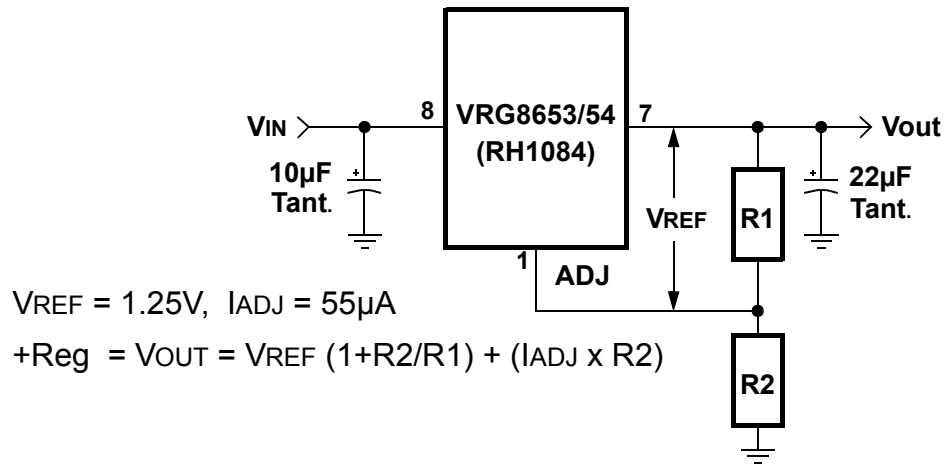 8
VRG8653/54
7
(RH1084)
VIN
Vout
10µF
Tant.
+
VREF
R1
+
22µF
Tant.
1
ADJ
VREF = 1.25V, IADJ = 55µA
+Reg = VOUT = VREF (1+R2/R1) + (IADJ x R2)
R2